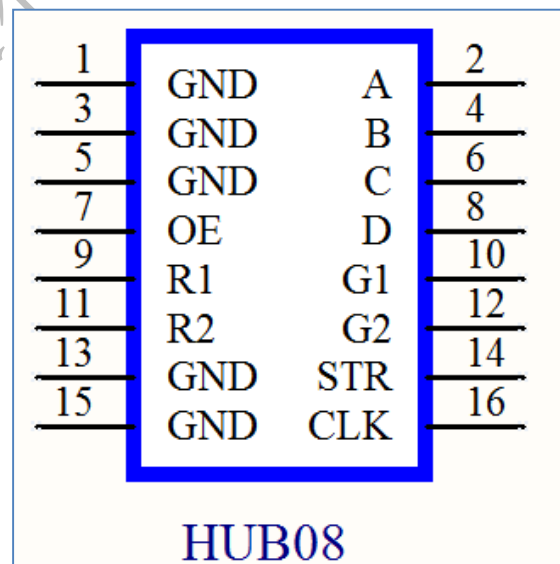 1 GND A 2
3 GND B 4
5 GND C 6
7 OE D 8
9 R1 G1 10
11 R2 G2 12
13 GND STR 14
15 GND CLK 16
HUB08